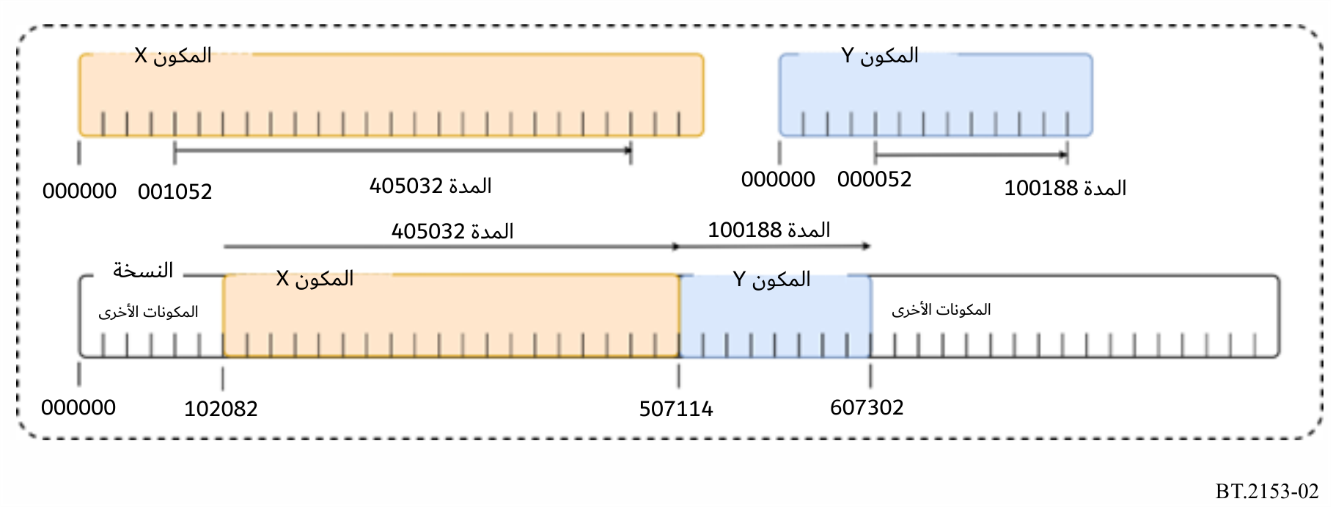 المكون X
المكون Y
000000
001052
المدة 405032
000000
000052
المدة 100188
المدة 405032
المدة 100188
النسخة
المكون X
المكون Y
المكونات الأخرى
المكونات الأخرى
000000
102082
507114
607302
BT.2153-02